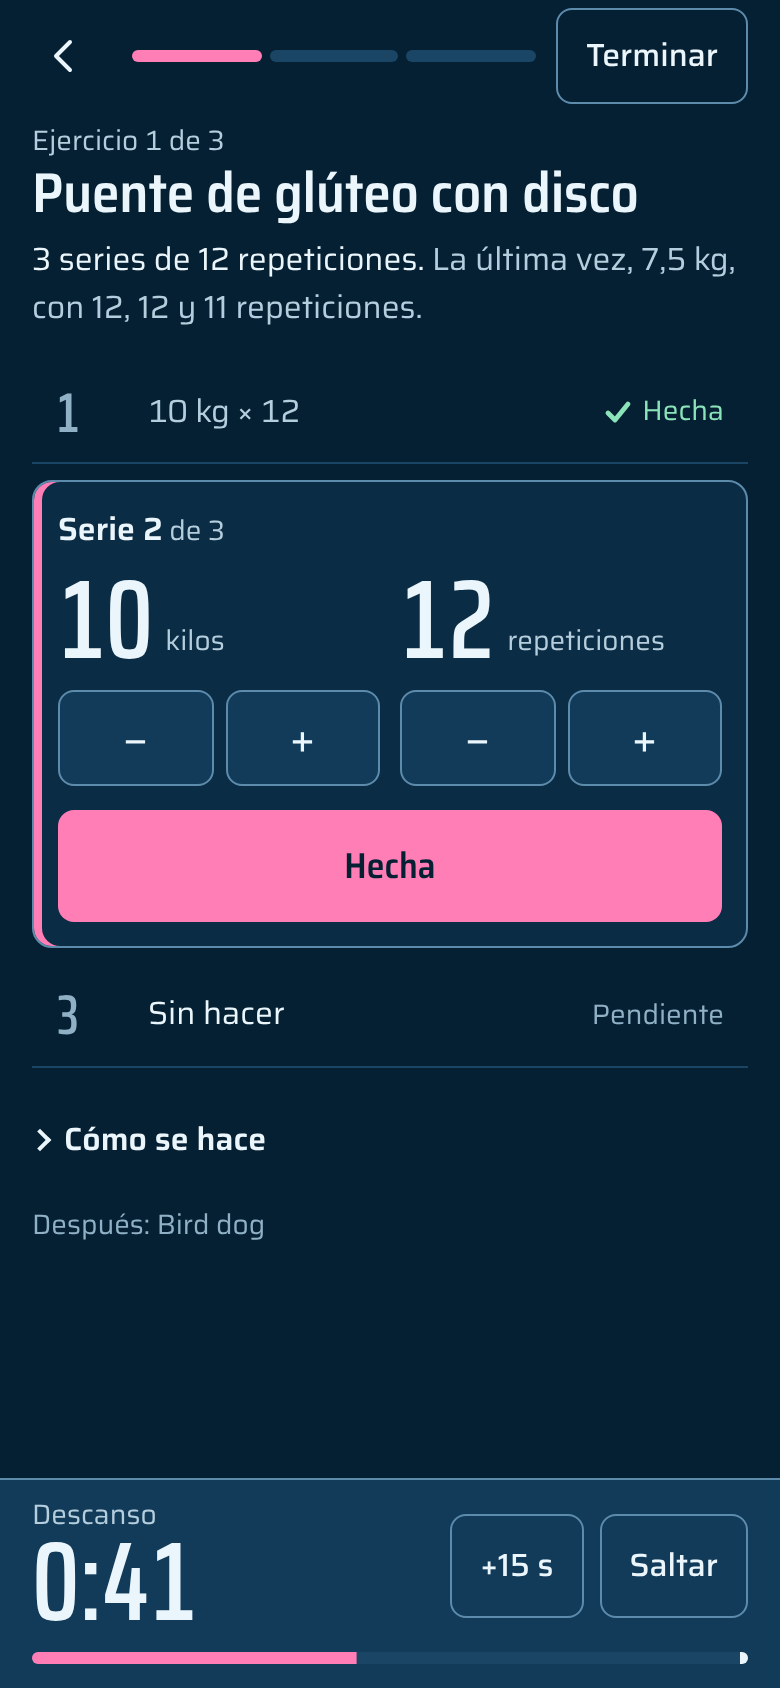 Terminar
Ejercicio 1 de 3
Puente de glúteo con disco
3 series de 12 repeticiones. La última vez, 7,5 kg,
con 12, 12 y 11 repeticiones.
1 10 kg × 12 Hecha
Serie 2 de 3
10 kilos 12 repeticiones
− + − +
Hecha
3 Sin hacer Pendiente
Cómo se hace
Después: Bird dog
Descanso
0:41 +15 s Saltar